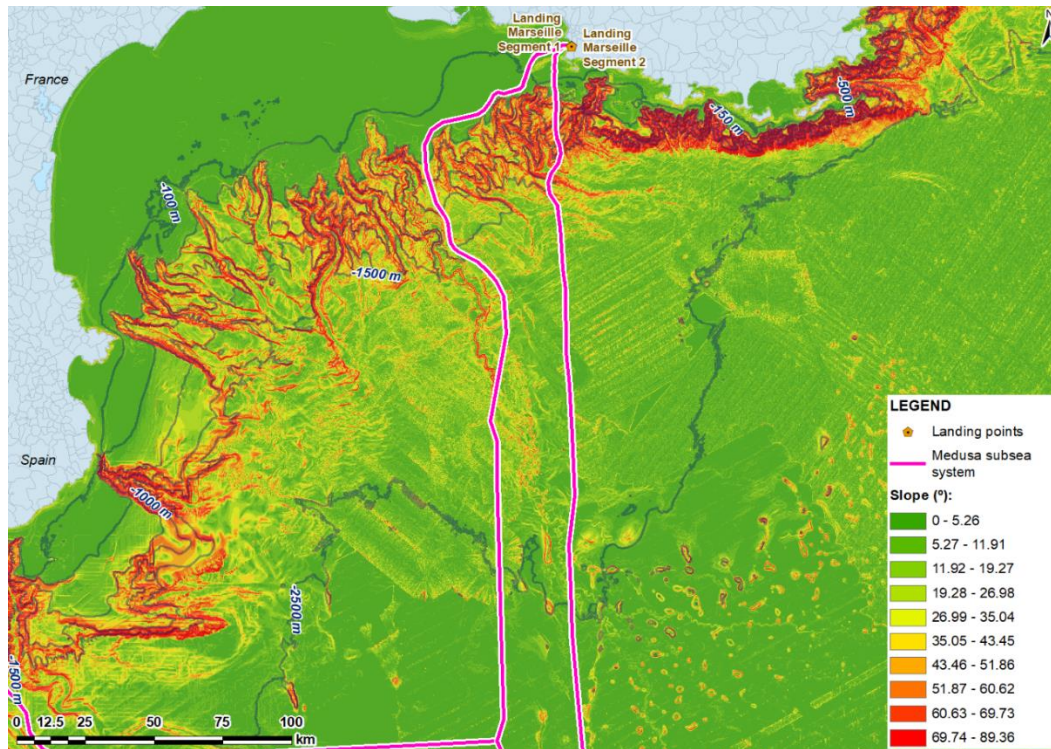 N
Landing
Marseille
Segment 1
Landing
Marseille
Segment 2
France
-500 m
-150 m
-100 m
-1500 m
Spain
-1000 m
-2500 m
-1500 m
0 12.5 25 50 75 100
km
LEGEND
Landing points
Medusa subsea
system
Slope (º):
0 - 5.26
5.27 - 11.91
11.92 - 19.27
19.28 - 26.98
26.99 - 35.04
35.05 - 43.45
43.46 - 51.86
51.87 - 60.62
60.63 - 69.73
69.74 - 89.36